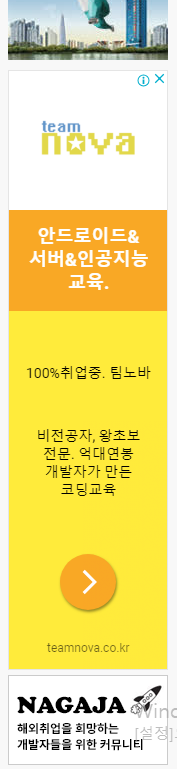 team
nova
안드로이드&
서버&인공지능
교육.
100%취업중. 팀노바
비전공자, 왕초보
전문. 억대연봉
개발자가 만든
코딩교육
teamnova.co.kr
NAGAJA
해외취업을 희망하는
개발자들을 위한 커뮤니티
Wind
[설정]